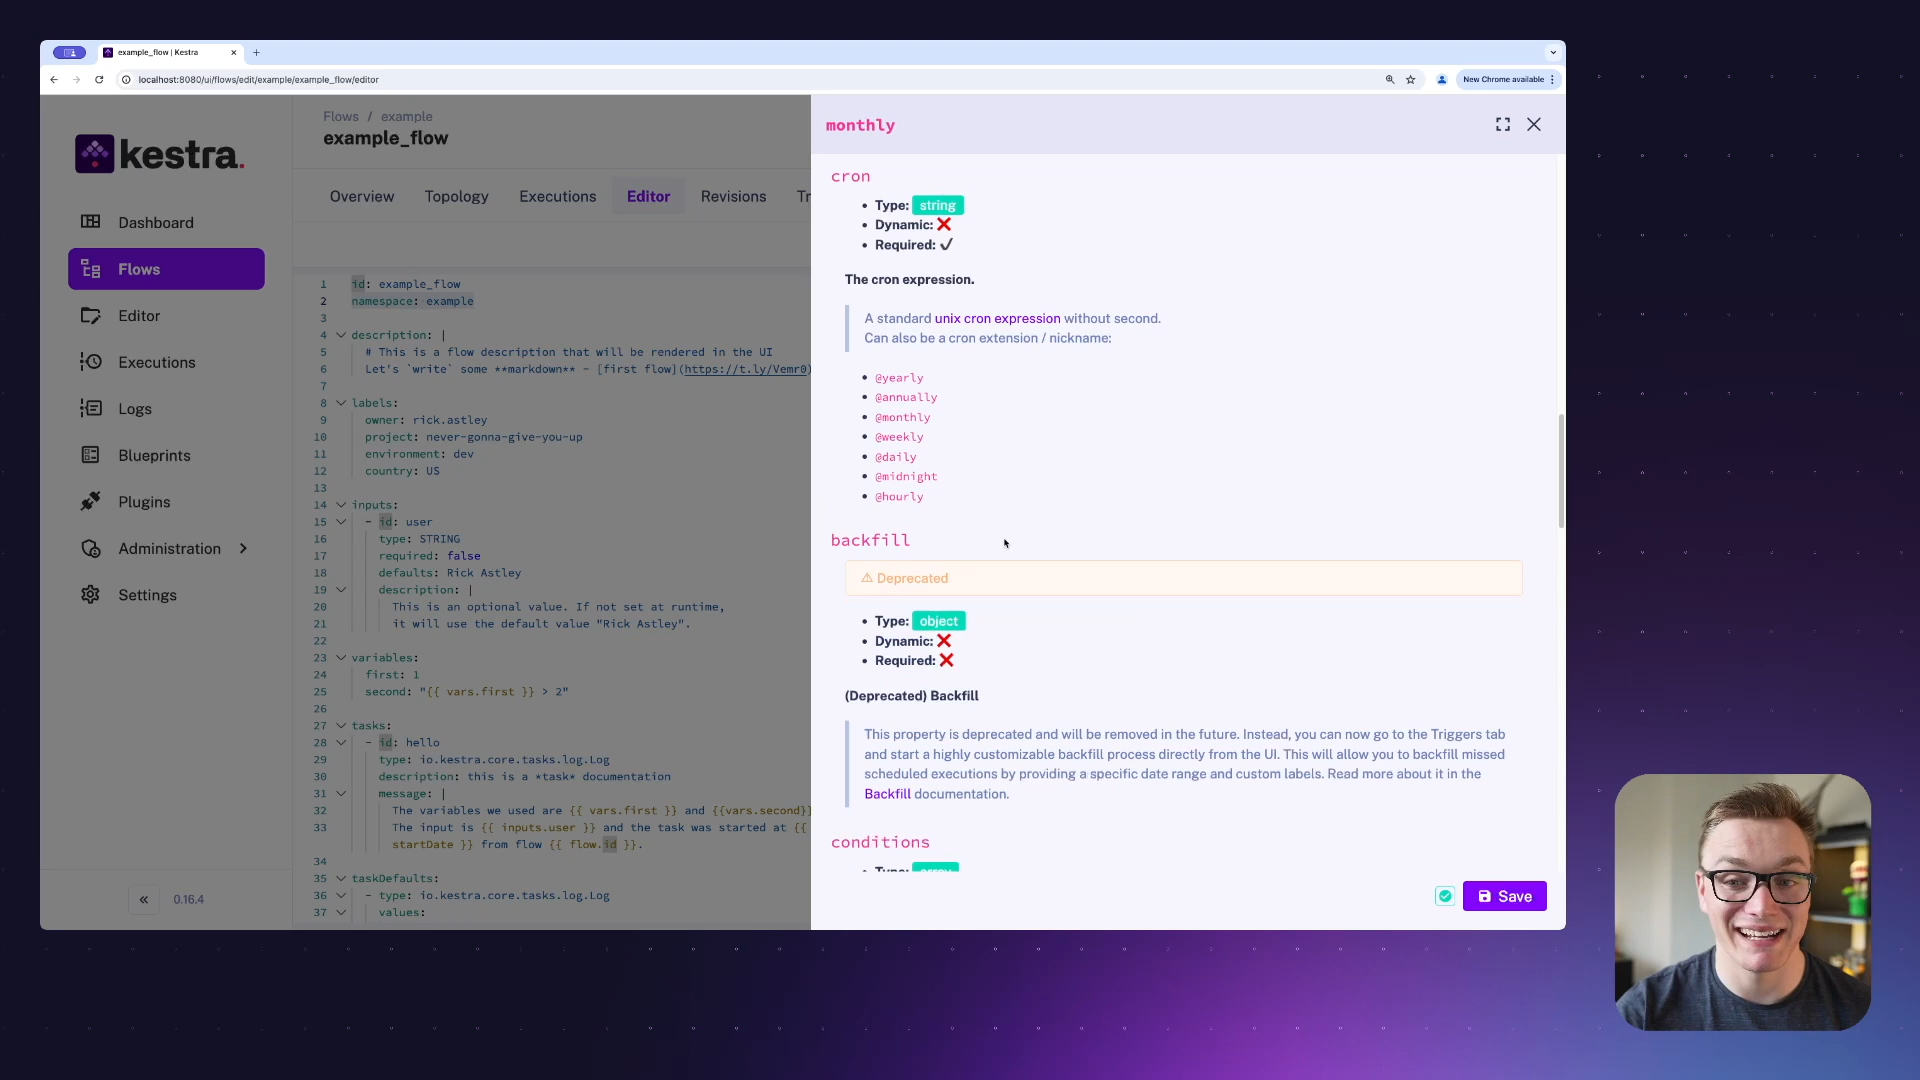 example_flow | Kestra
localhost:8080/ui/flows/edit/example/example_flow/editor
New Chrome available
kestra.
Dashboard
Flows
Editor
Executions
Logs
Blueprints
Plugins
Administration
Settings
0.16.4
Flows / example
example_flow
Overview Topology Executions Editor Revisions Tr
1 id: example_flow
2 namespace: example
3
4 description: |
5 # This is a flow description that will be rendered in the UI
6 Let's `write` some **markdown** - [first flow](https://t.ly/Vemr0)
7
8 labels:
9 owner: rick.astley
10 project: never-gonna-give-you-up
11 environment: dev
12 country: US
13
14 inputs:
15 - id: user
16 type: STRING
17 required: false
18 defaults: Rick Astley
19 description: |
20 This is an optional value. If not set at runtime,
21 it will use the default value "Rick Astley".
22
23 variables:
24 first: 1
25 second: "{{ vars.first }} > 2"
26
27 tasks:
28 - id: hello
29 type: io.kestra.core.tasks.log.Log
30 description: this is a *task* documentation
31 message: |
32 The variables we used are {{ vars.first }} and {{vars.second}}
33 The input is {{ inputs.user }} and the task was started at {{
startDate }} from flow {{ flow.id }}.
34
35 taskDefaults:
36 - type: io.kestra.core.tasks.log.Log
37 values:
monthly
cron
• Type: string
• Dynamic: ❌
• Required: ✓
The cron expression.
A standard unix cron expression without second.
Can also be a cron extension / nickname:
• @yearly
• @annually
• @monthly
• @weekly
• @daily
• @midnight
• @hourly
backfill
⚠ Deprecated
• Type: object
• Dynamic: ❌
• Required: ❌
(Deprecated) Backfill
This property is deprecated and will be removed in the future. Instead, you can now go to the Triggers tab
and start a highly customizable backfill process directly from the UI. This will allow you to backfill missed
scheduled executions by providing a specific date range and custom labels. Read more about it in the
Backfill documentation.
conditions
• Type: array
Save